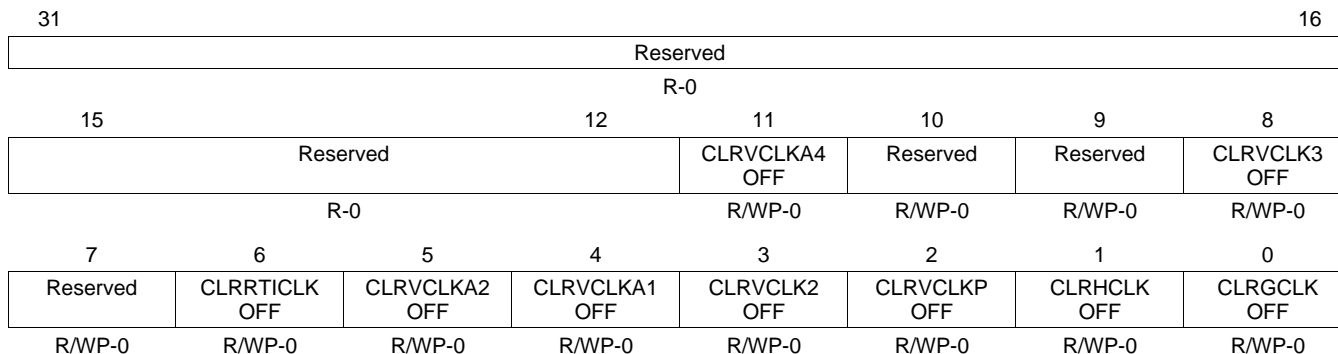 31 16
Reserved
R-0
15 12 11 10 9 8
Reserved CLRVCLKA4 Reserved Reserved CLRVCLK3
OFF OFF
R-0 R/WP-0 R/WP-0 R/WP-0 R/WP-0
7 6 5 4 3 2 1 0
Reserved CLRRTICLK CLRVCLKA2 CLRVCLKA1 CLRVCLK2 CLRVCLKP CLRHCLK CLRGCLK
OFF OFF OFF OFF OFF OFF OFF
R/WP-0 R/WP-0 R/WP-0 R/WP-0 R/WP-0 R/WP-0 R/WP-0 R/WP-0